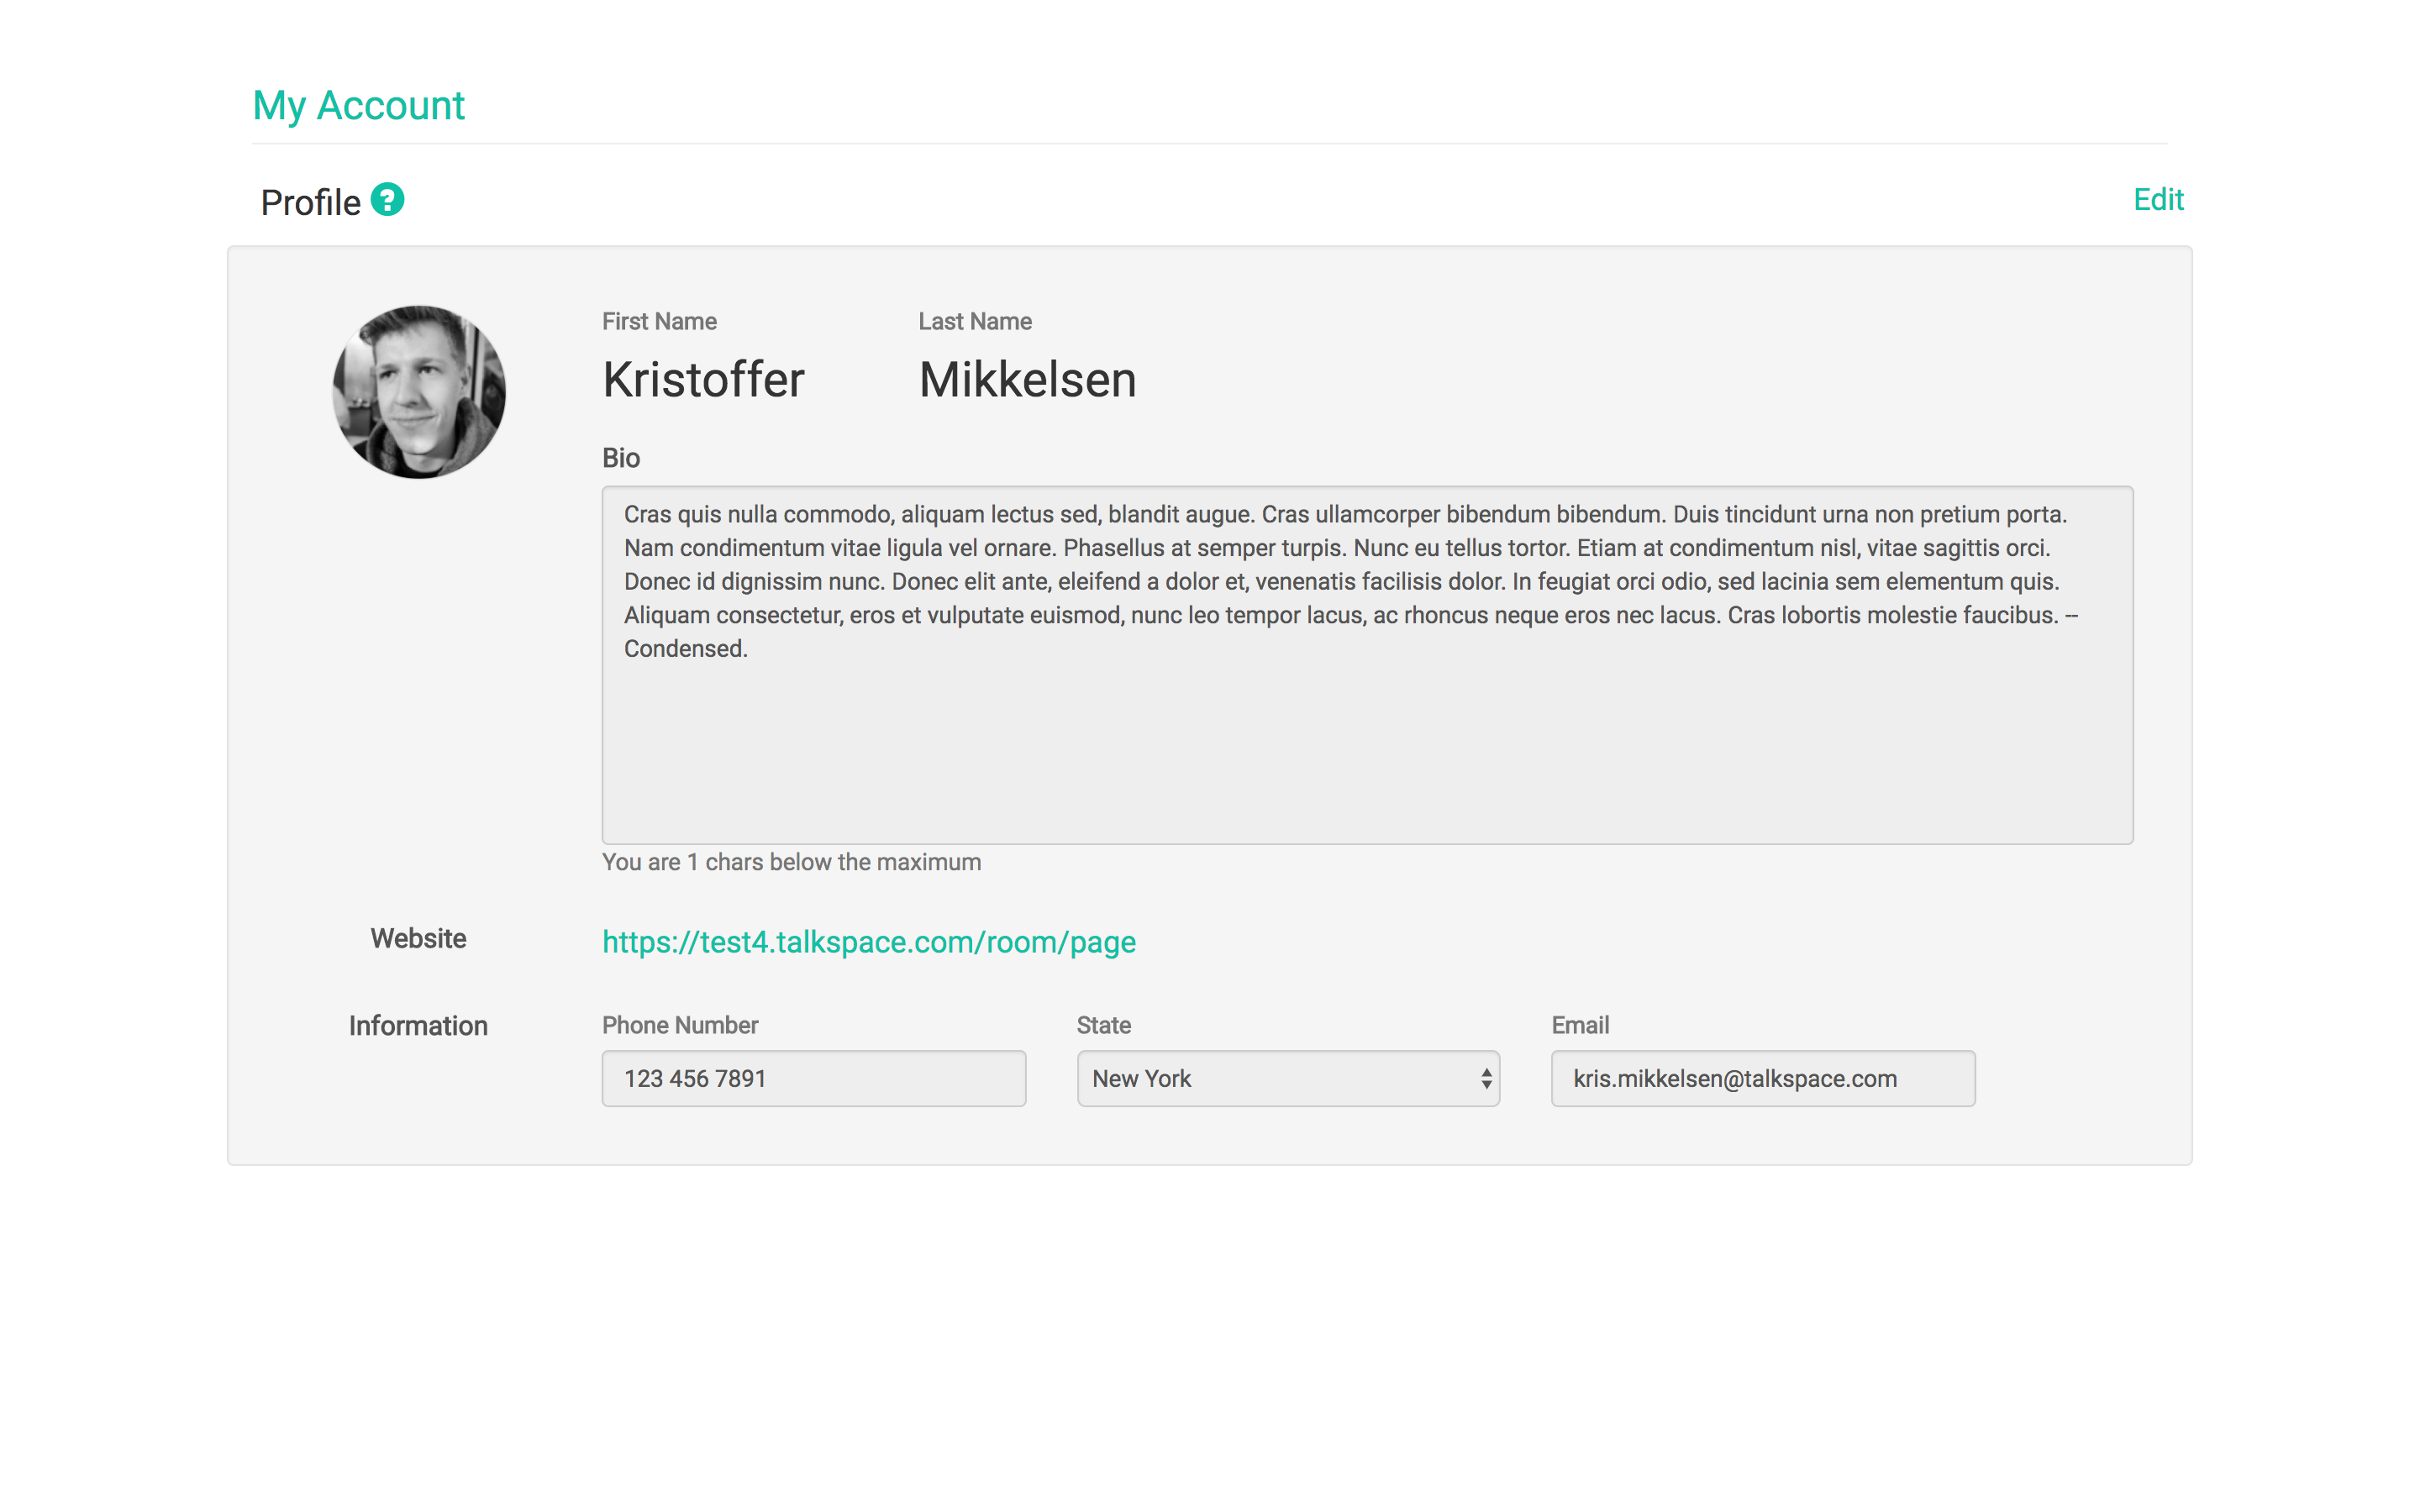 My Account
Profile ?
Edit
First Name
Last Name
Kristoffer
Mikkelsen
Bio
Cras quis nulla commodo, aliquam lectus sed, blandit augue. Cras ullamcorper bibendum bibendum. Duis tincidunt urna non pretium porta.
Nam condimentum vitae ligula vel ornare. Phasellus at semper turpis. Nunc eu tellus tortor. Etiam at condimentum nisl, vitae sagittis orci.
Donec id dignissim nunc. Donec elit ante, eleifend a dolor et, venenatis facilisis dolor. In feugiat orci odio, sed lacinia sem elementum quis.
Aliquam consectetur, eros et vulputate euismod, nunc leo tempor lacus, ac rhoncus neque eros nec lacus. Cras lobortis molestie faucibus. --
Condensed.
You are 1 chars below the maximum
Website
https://test4.talkspace.com/room/page
Information
Phone Number
State
Email
123 456 7891
New York
kris.mikkelsen@talkspace.com